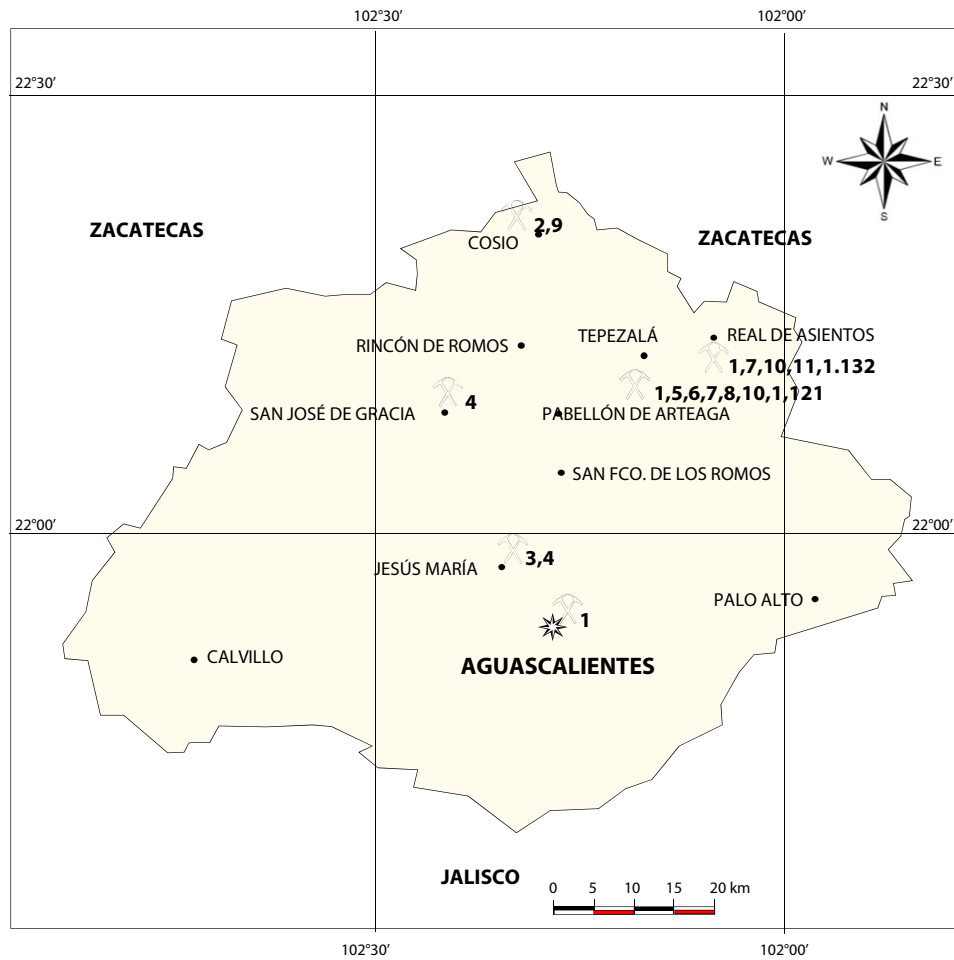 102°30’ 102°00’
22°30’ 22°30’
N
W E
S
ZACATECAS
ZACATECAS
2,9
COSIO
TEPEZALÁ
REAL DE ASIENTOS
RINCÓN DE ROMOS
1,7,10,11,1.132
1,5,6,7,8,10,1,121
4
SAN JOSÉ DE GRACIA
PABELLÓN DE ARTEAGA
SAN FCO. DE LOS ROMOS
22°00’ 22°00’
3,4
JESÚS MARÍA
PALO ALTO
1
CALVILLO
AGUASCALIENTES
JALISCO
0 5 10 15 20 km
102°30’ 102°00’